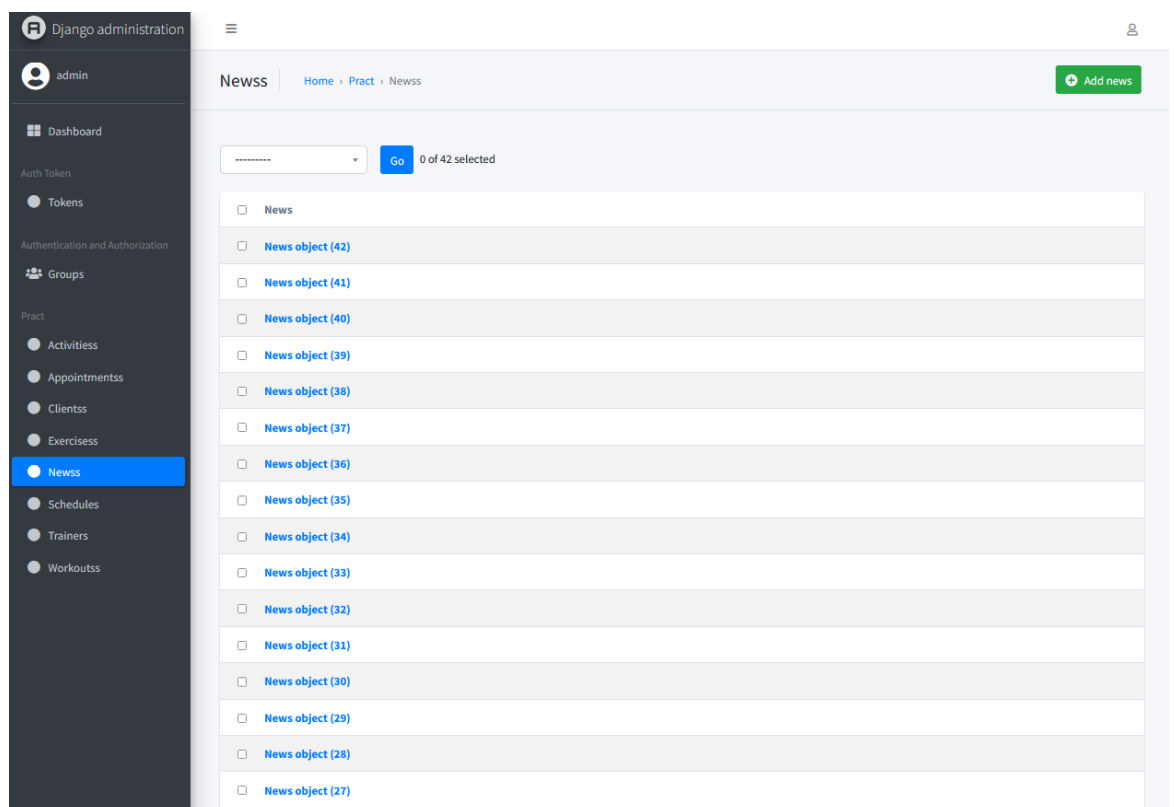 Django administration
admin
Dashboard
Auth Token
Tokens
Authentication and Authorization
Groups
Pract
Activitiess
Appointmentss
Clientss
Exercisess
Newss
Schedules
Trainers
Workoutss
Newss
Home › Pract › Newss
Add news
---------
Go
0 of 42 selected
News
News object (42)
News object (41)
News object (40)
News object (39)
News object (38)
News object (37)
News object (36)
News object (35)
News object (34)
News object (33)
News object (32)
News object (31)
News object (30)
News object (29)
News object (28)
News object (27)